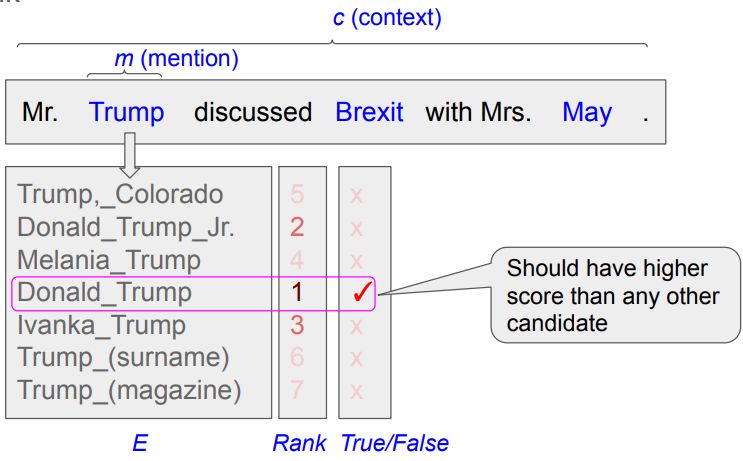 c (context)
m (mention)
Mr. Trump discussed Brexit with Mrs. May .
Trump,_Colorado 5 x
Donald_Trump_Jr. 2 x
Melania_Trump 4 x
Donald_Trump 1 ✓
Ivanka_Trump 3 x
Trump_(surname) 6 x
Trump_(magazine) 7 x
Should have higher
score than any other
candidate
E Rank True/False